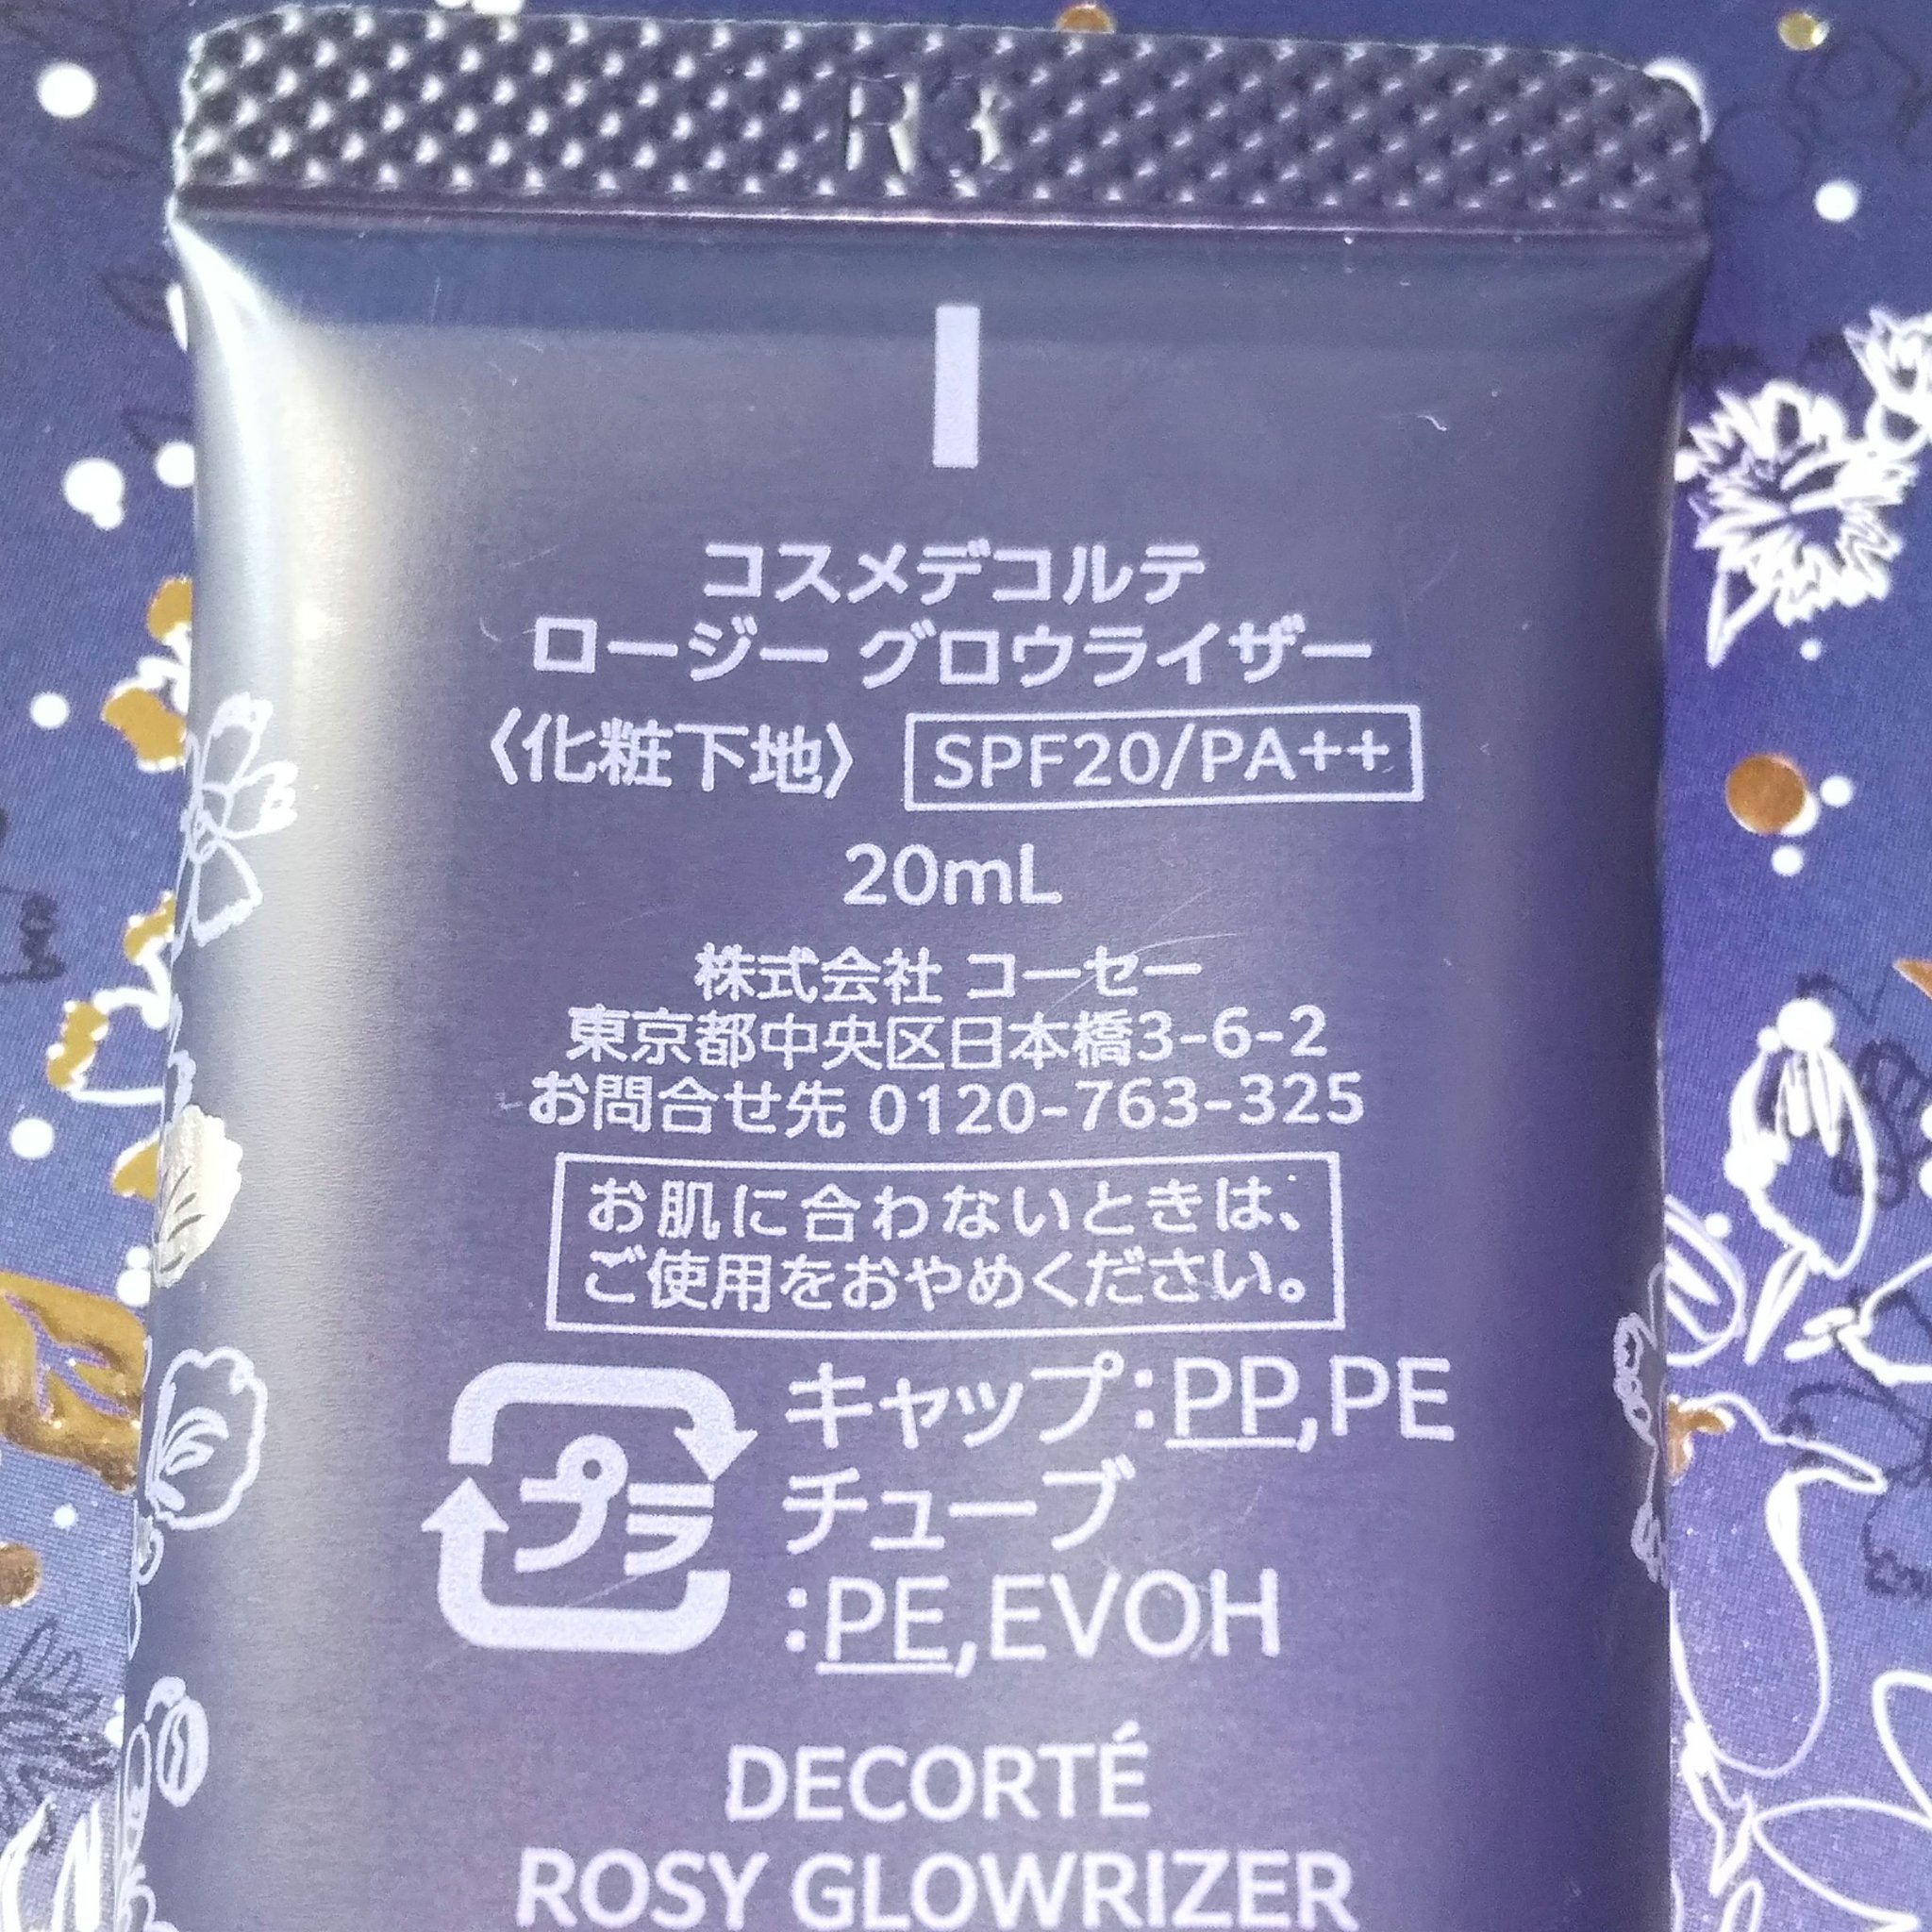 コスメデコルテ
ロージー グロウライザー
〈化粧下地〉 SPF20/PA++
20mL
株式会社 コーセー
東京都中央区日本橋3-6-2
お問合せ先 0120-763-325
お肌に合わないときは、
ご使用をおやめください。
プラ
キャップ:PP,PE
チューブ
:PE,EVOH
DECORTÉ
ROSY GLOWRIZER